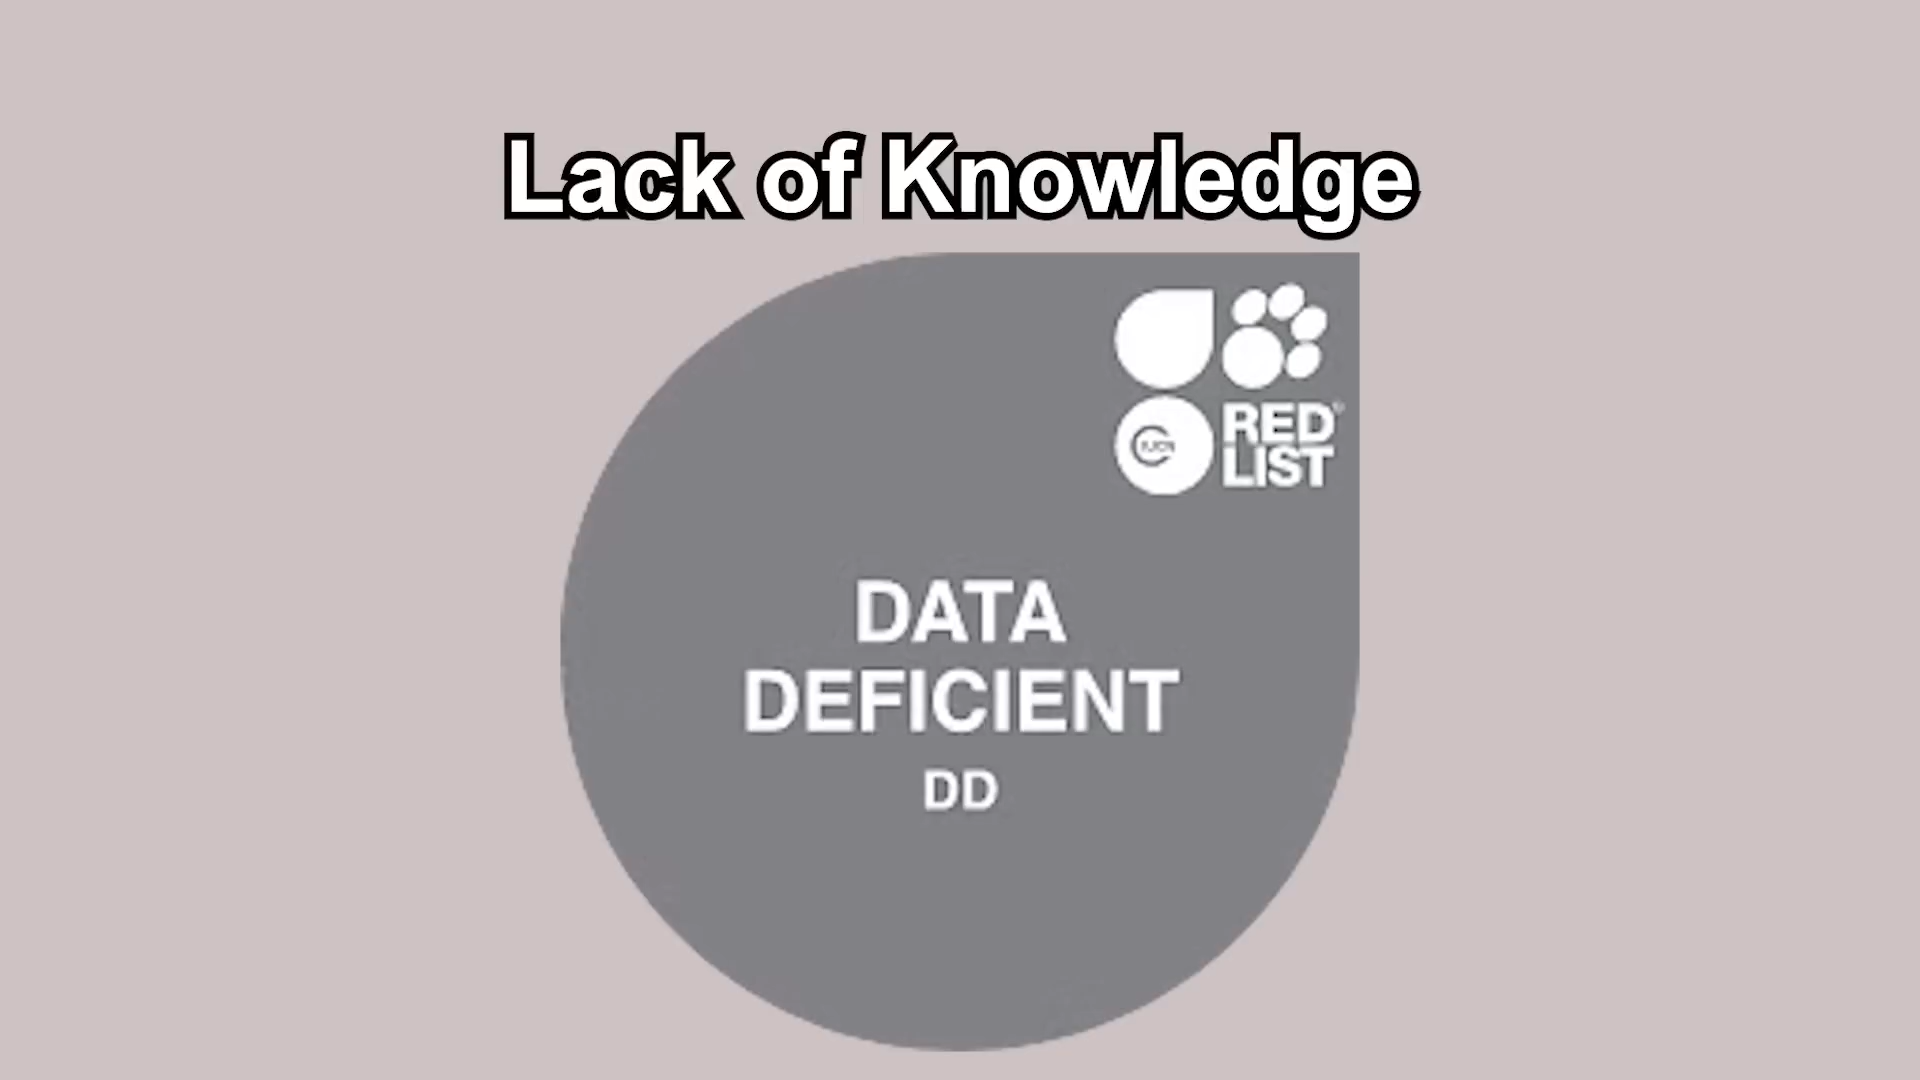 Lack of Knowledge
RED
LIST
DATA
DEFICIENT
DD